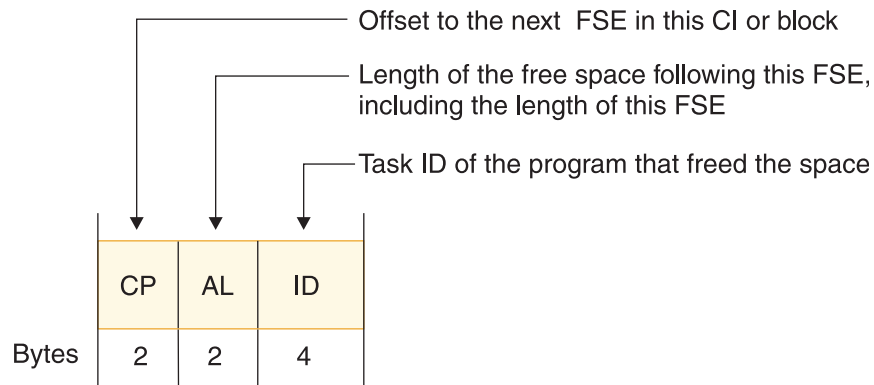 Offset to the next FSE in this CI or block
Length of the free space following this FSE,
including the length of this FSE
Task ID of the program that freed the space
CP AL ID
Bytes 2 2 4